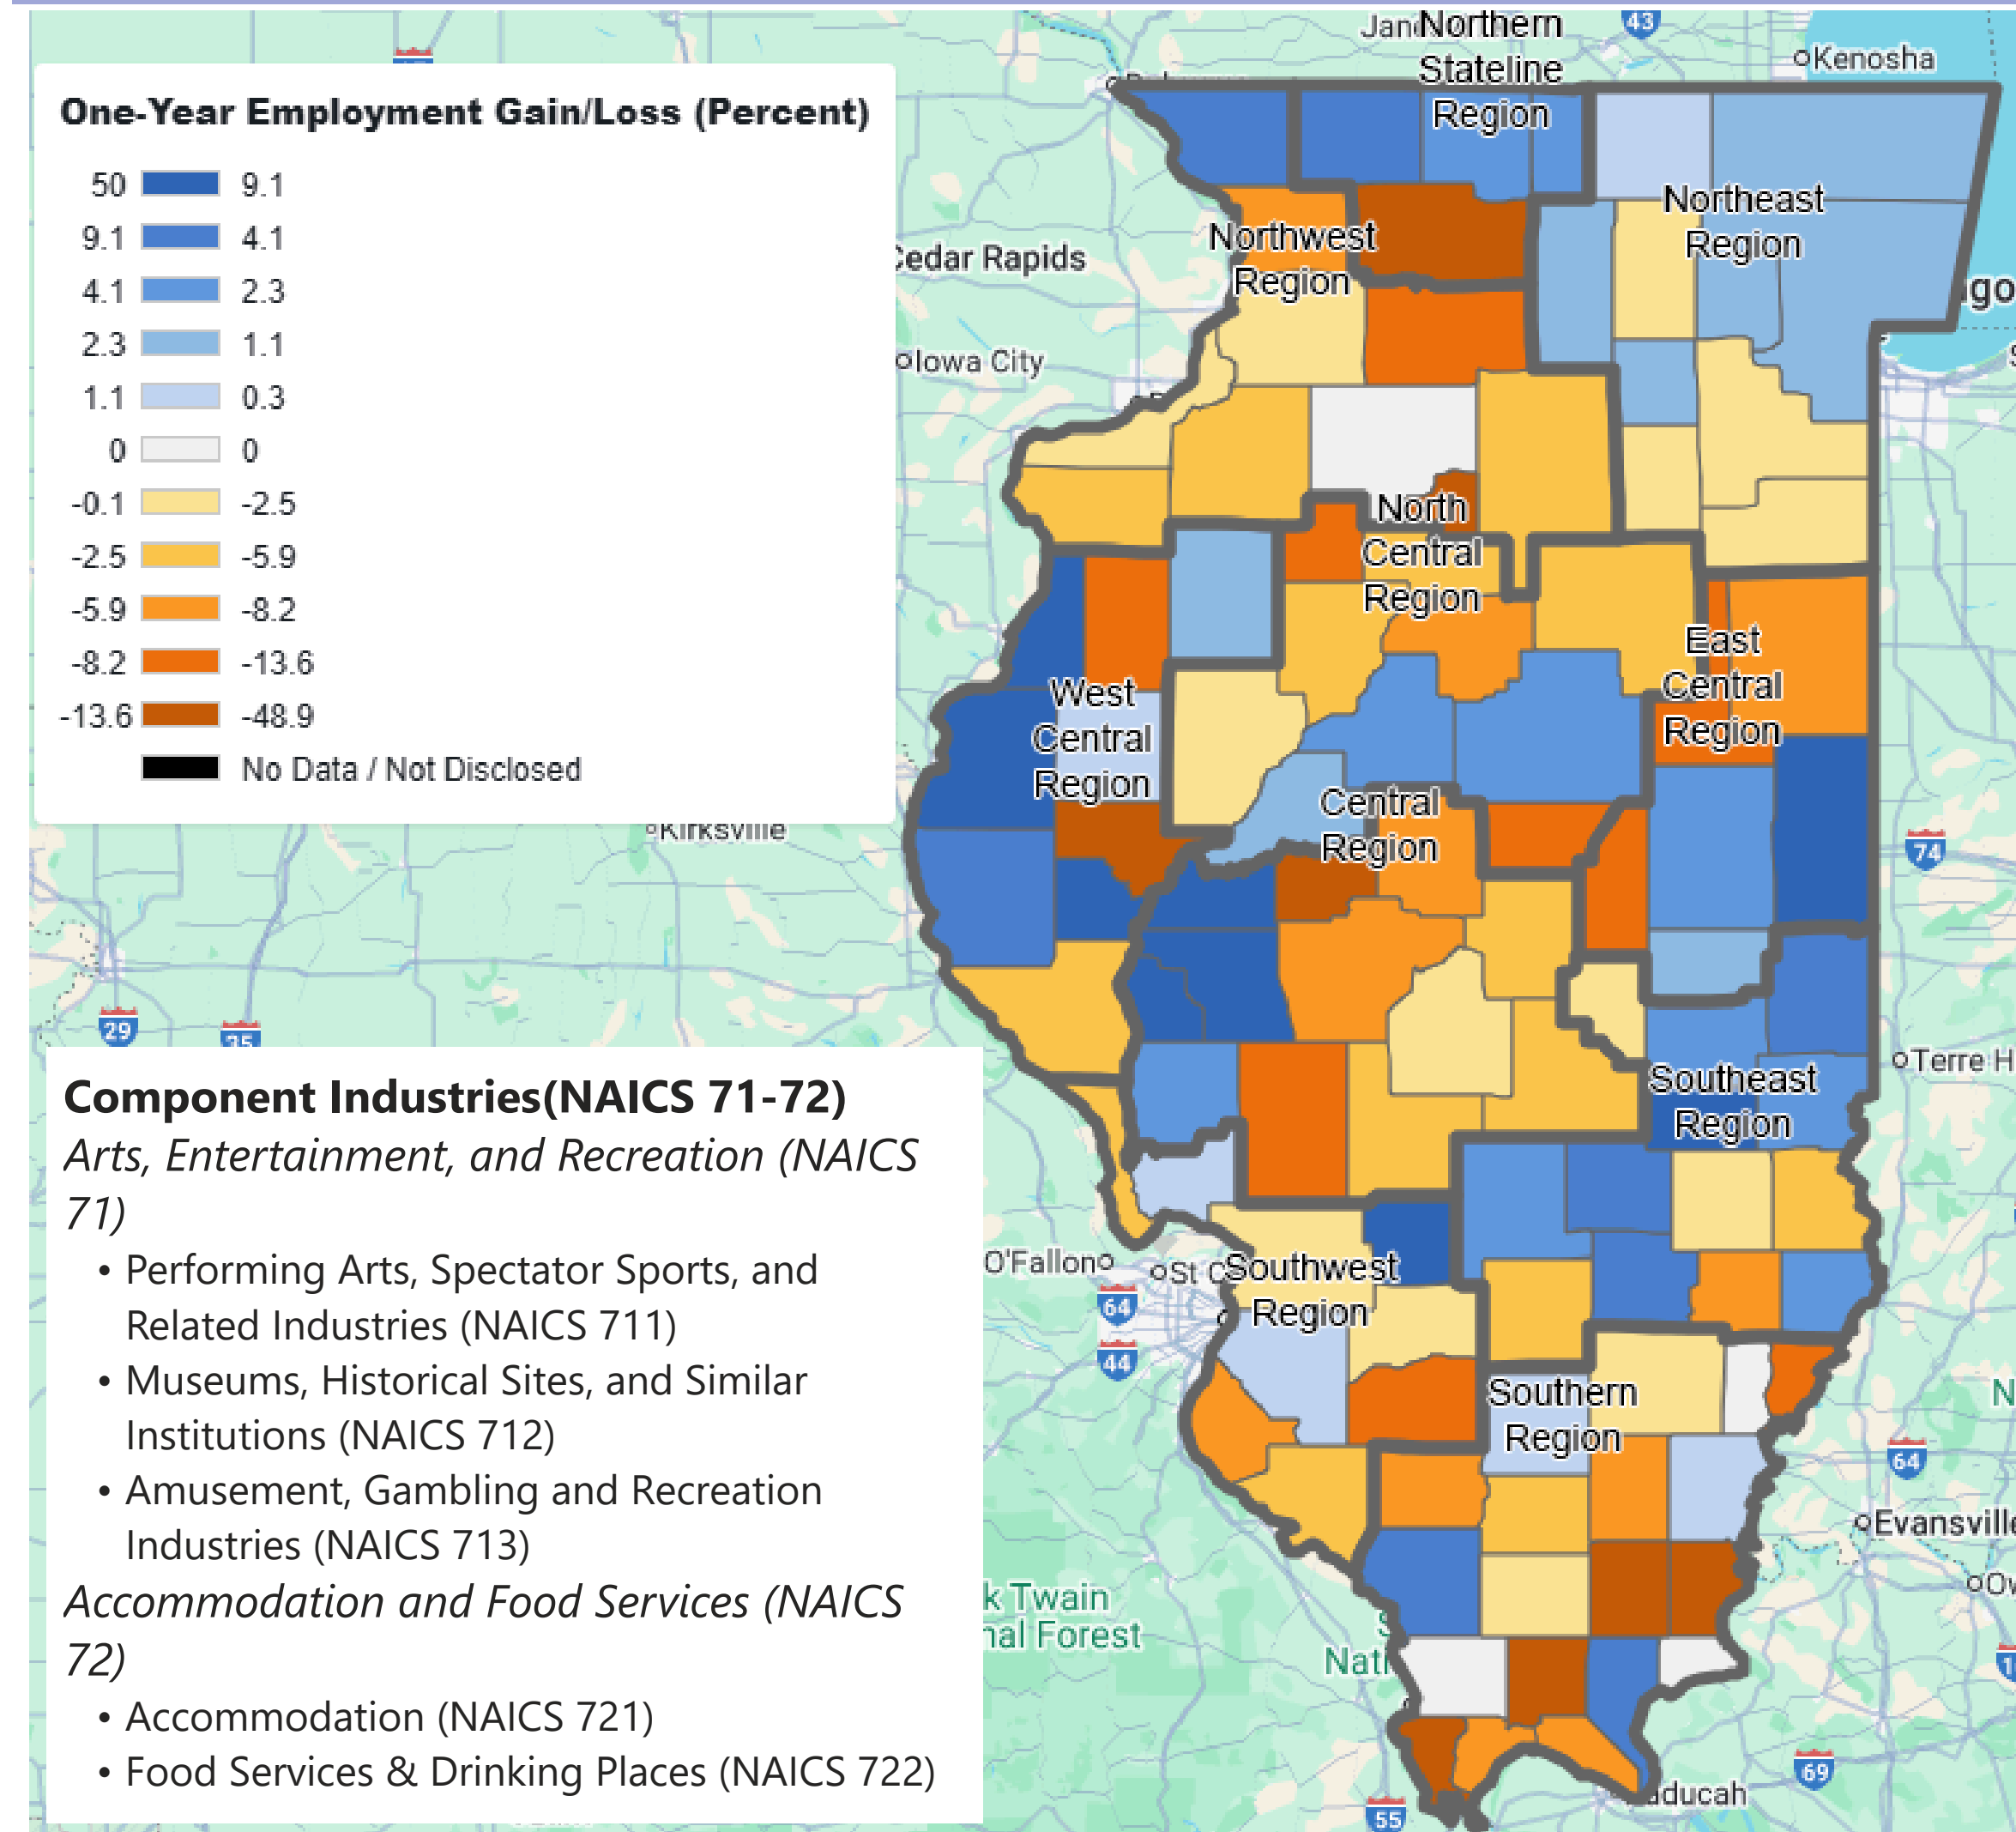 One-Year Employment Gain/Loss (Percent)
50 9.1
9.1 4.1
4.1 2.3
2.3 1.1
1.1 0.3
0 0
-0.1 -2.5
-2.5 -5.9
-5.9 -8.2
-8.2 -13.6
-13.6 -48.9
No Data / Not Disclosed
Component Industries(NAICS 71-72)
Arts, Entertainment, and Recreation (NAICS
71)
• Performing Arts, Spectator Sports, and
Related Industries (NAICS 711)
• Museums, Historical Sites, and Similar
Institutions (NAICS 712)
• Amusement, Gambling and Recreation
Industries (NAICS 713)
Accommodation and Food Services (NAICS
72)
• Accommodation (NAICS 721)
• Food Services & Drinking Places (NAICS 722)
Northern
Stateline
Region
43
Kenosha
Northeast
Region
Northwest
Region
Cedar Rapids
Iowa City
North
Central
Region
East
Central
Region
West
Central
Region
Central
Region
Kirksville
74
29
35
Terre H
Southeast
Region
O'Fallon
Southwest
Region
64
44
Southern
Region
64
Evansville
k Twain
nal Forest
Nati
aducah
69
55